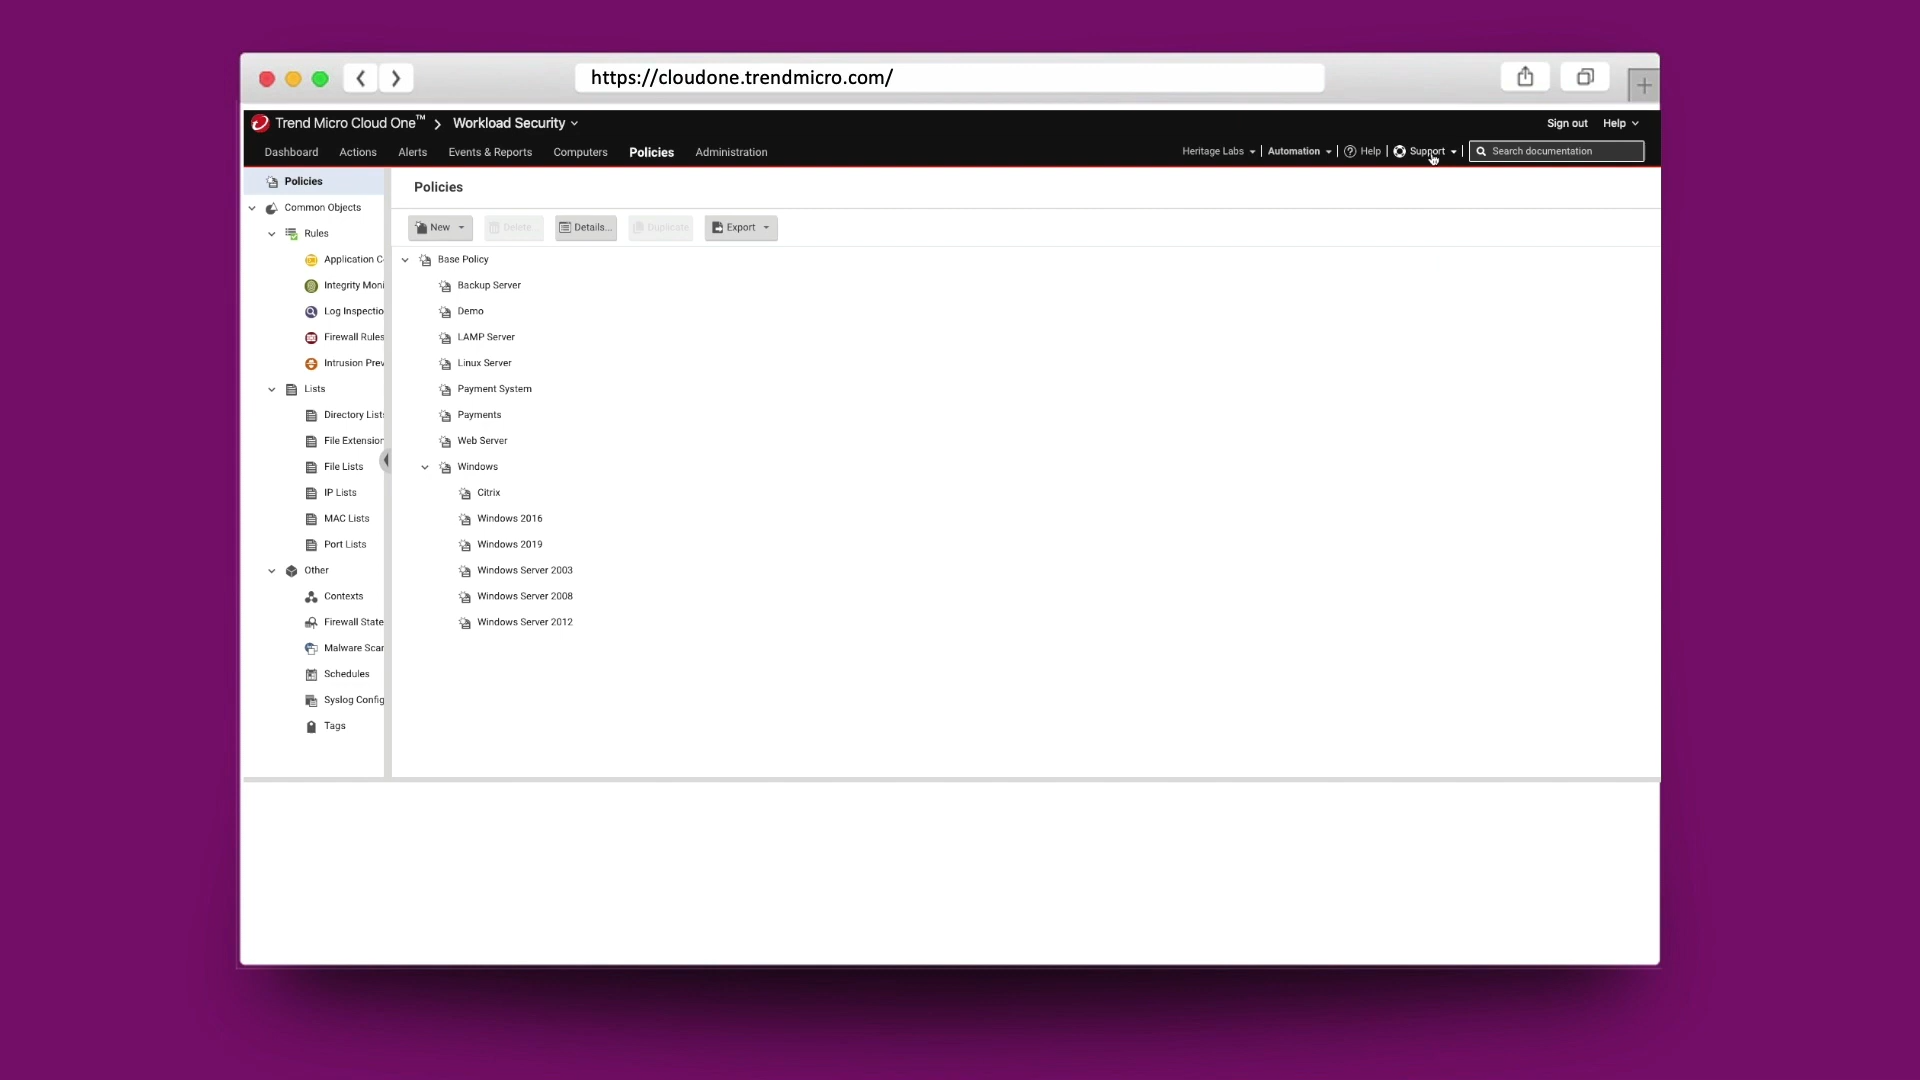 https://cloudone.trendmicro.com/
Trend Micro Cloud One™ > Workload Security
Sign out Help
Dashboard Actions Alerts Events & Reports Computers Policies Administration
Heritage Labs Automation Help Support Search documentation
Policies
Common Objects
Rules
Application C
Integrity Moni
Log Inspectio
Firewall Rules
Intrusion Prev
Lists
Directory Lists
File Extension
File Lists
IP Lists
MAC Lists
Port Lists
Other
Contexts
Firewall State
Malware Scan
Schedules
Syslog Config
Tags
Policies
New Delete... Details... Duplicate Export
Base Policy
Backup Server
Demo
LAMP Server
Linux Server
Payment System
Payments
Web Server
Windows
Citrix
Windows 2016
Windows 2019
Windows Server 2003
Windows Server 2008
Windows Server 2012